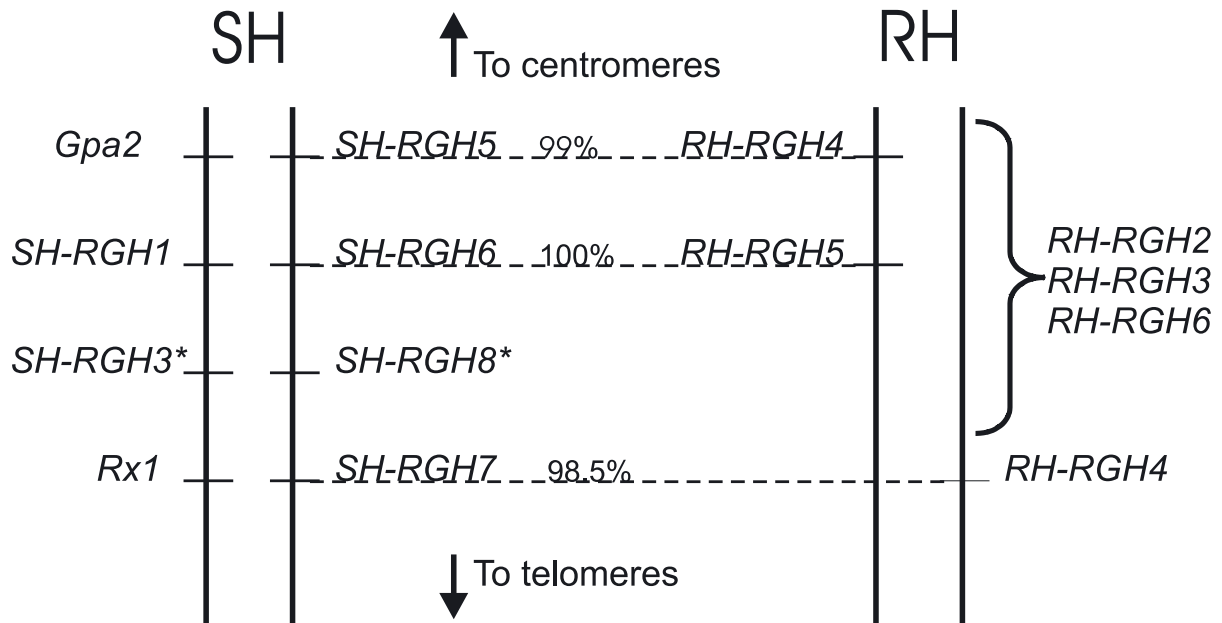 SH
RH
To centromeres
Gpa2
SH-RGH5 99% RH-RGH4
SH-RGH1
SH-RGH6 100% RH-RGH5
RH-RGH2
RH-RGH3
RH-RGH6
SH-RGH3*
SH-RGH8*
Rx1
SH-RGH7 98.5%
RH-RGH4
To telomeres